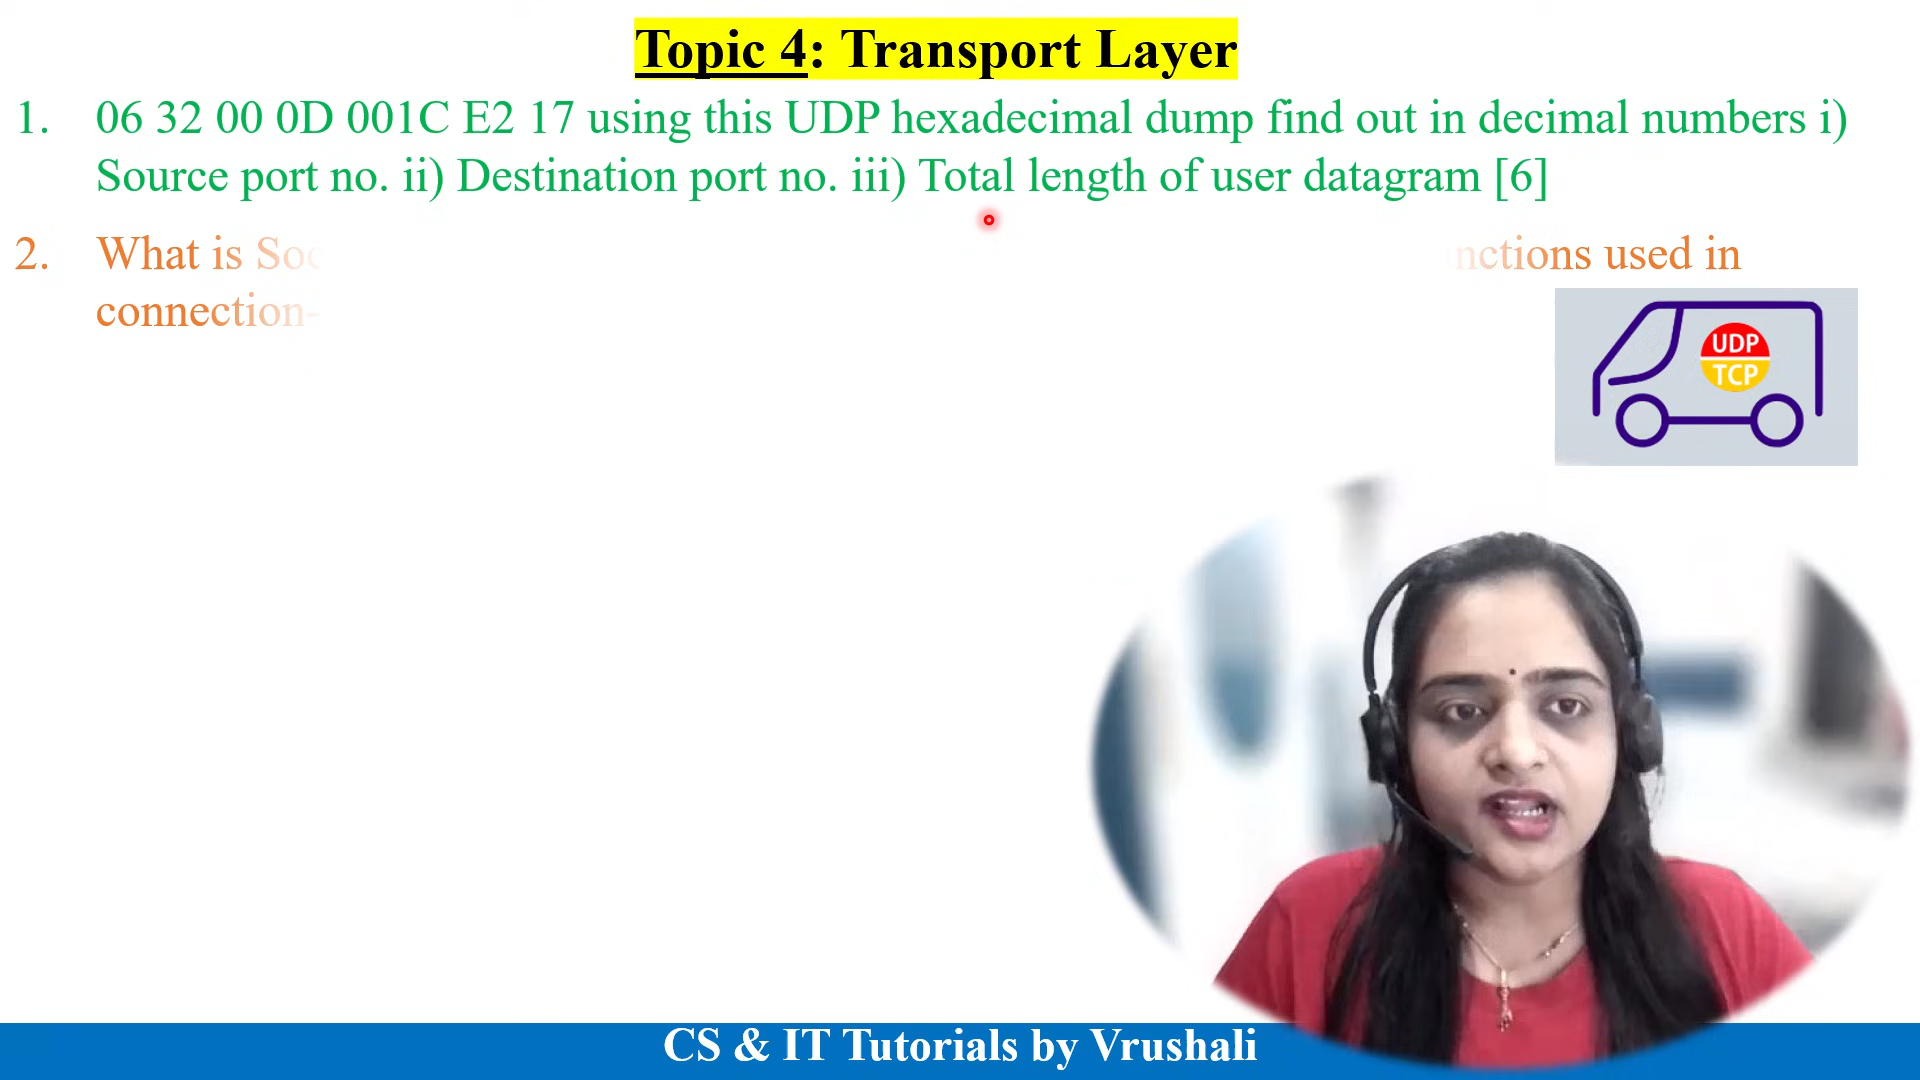 Topic 4: Transport Layer
1. 06 32 00 0D 001C E2 17 using this UDP hexadecimal dump find out in decimal numbers i)
Source port no. ii) Destination port no. iii) Total length of user datagram [6]
2. What is used in
connection-
UDP
TCP
CS & IT Tutorials by Vrushali